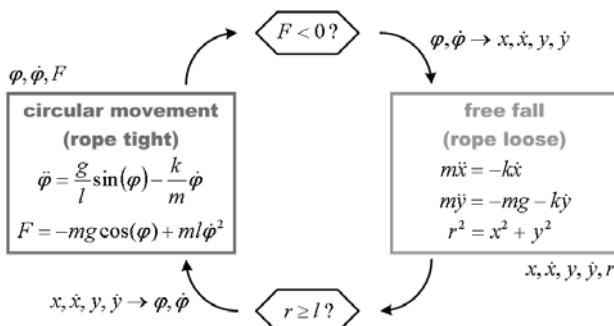 F < 0 ?
φ, φ̇ → x, ẋ, y, ẏ
φ, φ̇, F
circular movement
(rope tight)
φ̈ = g/l sin(φ) − k/m φ̇
F = −mg cos(φ) + mlφ̇²
free fall
(rope loose)
mẍ = −kẋ
mÿ = −mg − kẏ
r² = x² + y²
x, ẋ, y, ẏ, r
x, ẋ, y, ẏ → φ, φ̇
r ≥ l ?